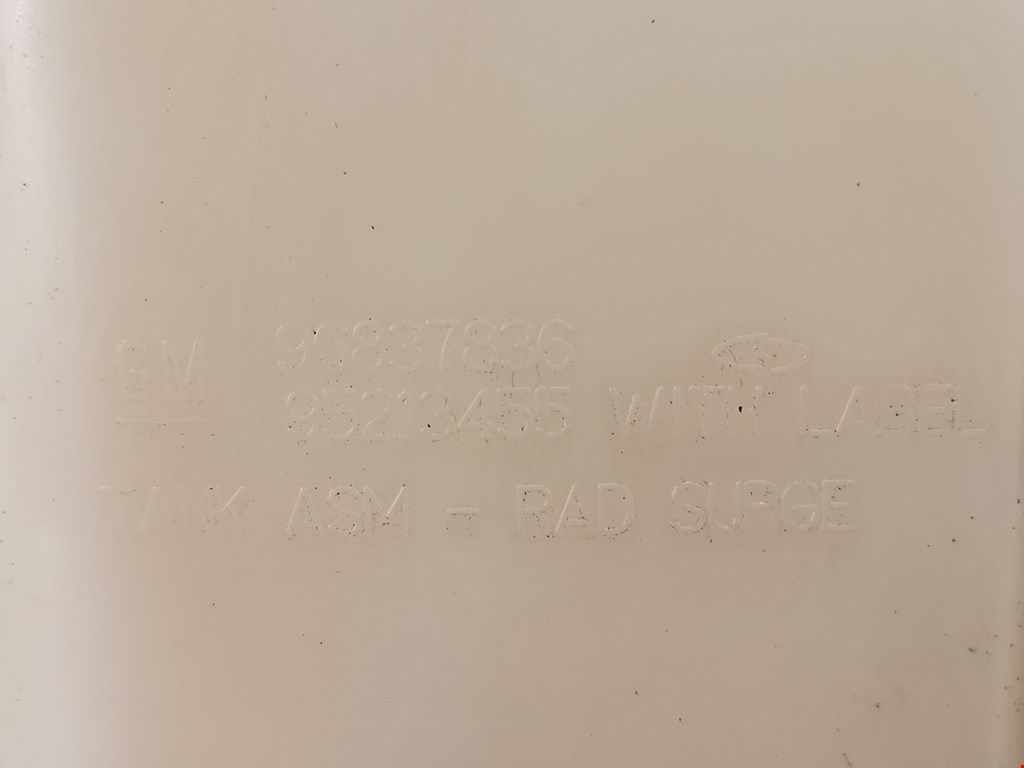 GM 96837836
95213455 WITH LABEL
TANK ASM - RAD SURGE